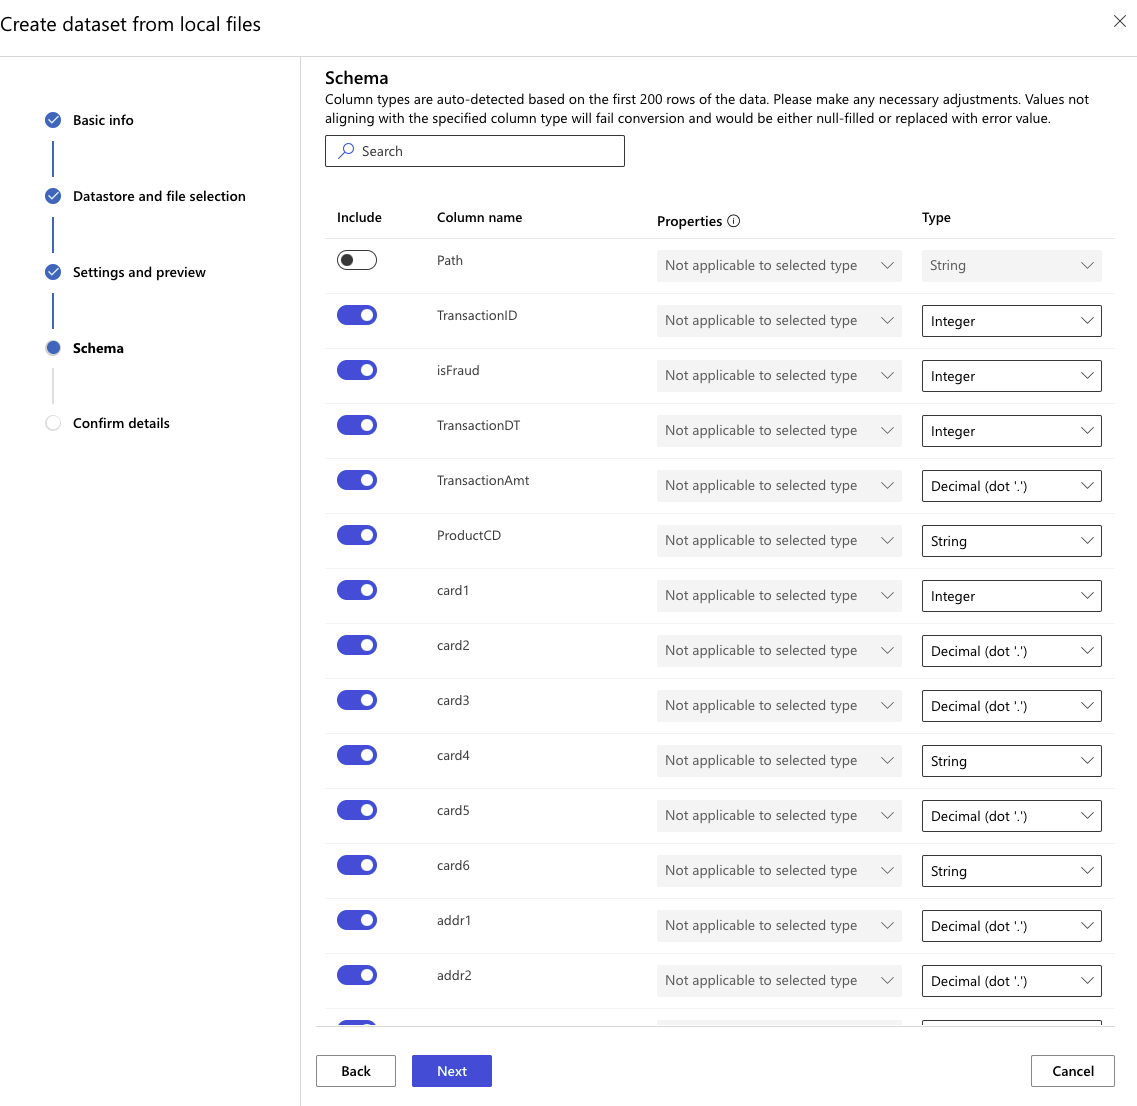 Create dataset from local files
Basic info
Datastore and file selection
Settings and preview
Schema
Confirm details
Schema
Column types are auto-detected based on the first 200 rows of the data. Please make any necessary adjustments. Values not
aligning with the specified column type will fail conversion and would be either null-filled or replaced with error value.
Search
Include Column name Properties Type
Path Not applicable to selected type String
TransactionID Not applicable to selected type Integer
isFraud Not applicable to selected type Integer
TransactionDT Not applicable to selected type Integer
TransactionAmt Not applicable to selected type Decimal (dot '.')
ProductCD Not applicable to selected type String
card1 Not applicable to selected type Integer
card2 Not applicable to selected type Decimal (dot '.')
card3 Not applicable to selected type Decimal (dot '.')
card4 Not applicable to selected type String
card5 Not applicable to selected type Decimal (dot '.')
card6 Not applicable to selected type String
addr1 Not applicable to selected type Decimal (dot '.')
addr2 Not applicable to selected type Decimal (dot '.')
Back Next Cancel